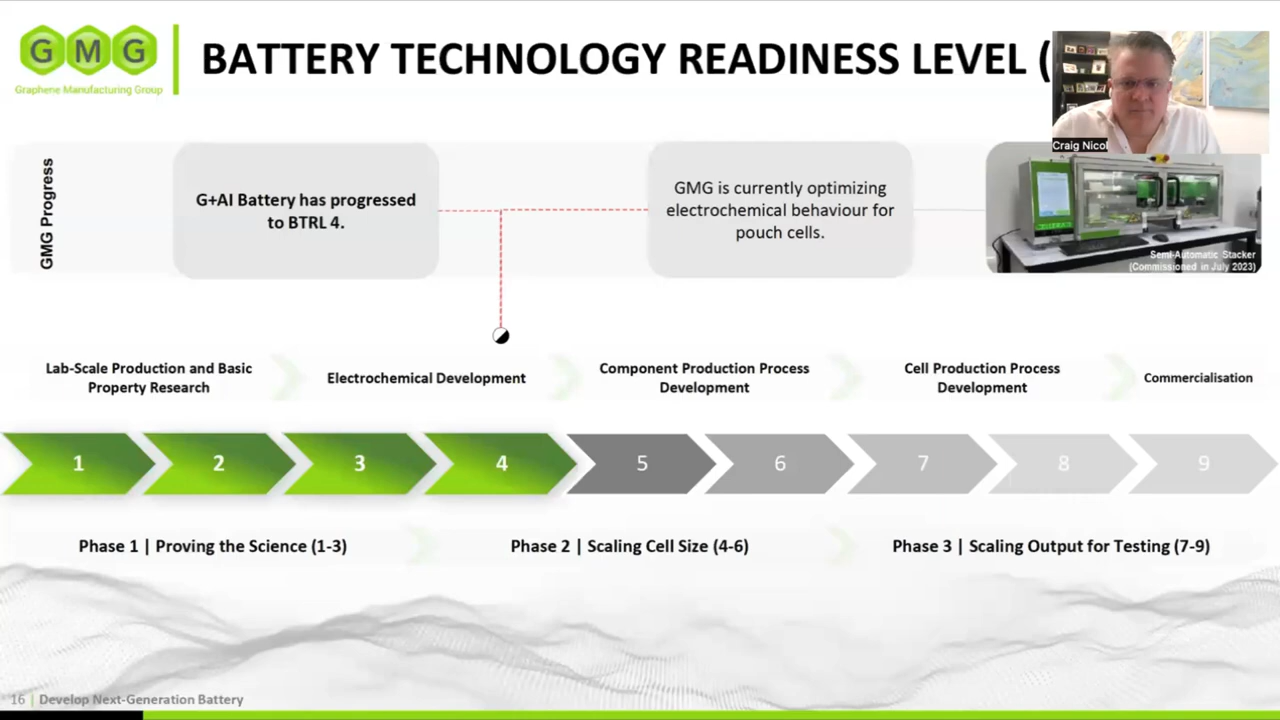 GMG
Graphene Manufacturing Group
BATTERY TECHNOLOGY READINESS LEVEL (
Craig Nicol
GMG Progress
G+AI Battery has progressed
to BTRL 4.
GMG is currently optimizing
electrochemical behaviour for
pouch cells.
Semi-Automatic Stacker
(Commissioned in July 2023)
Lab-Scale Production and Basic
Property Research
Electrochemical Development
Component Production Process
Development
Cell Production Process
Development
Commercialisation
1
2
3
4
5
6
7
8
9
Phase 1 | Proving the Science (1-3)
Phase 2 | Scaling Cell Size (4-6)
Phase 3 | Scaling Output for Testing (7-9)
16 | Develop Next-Generation Battery